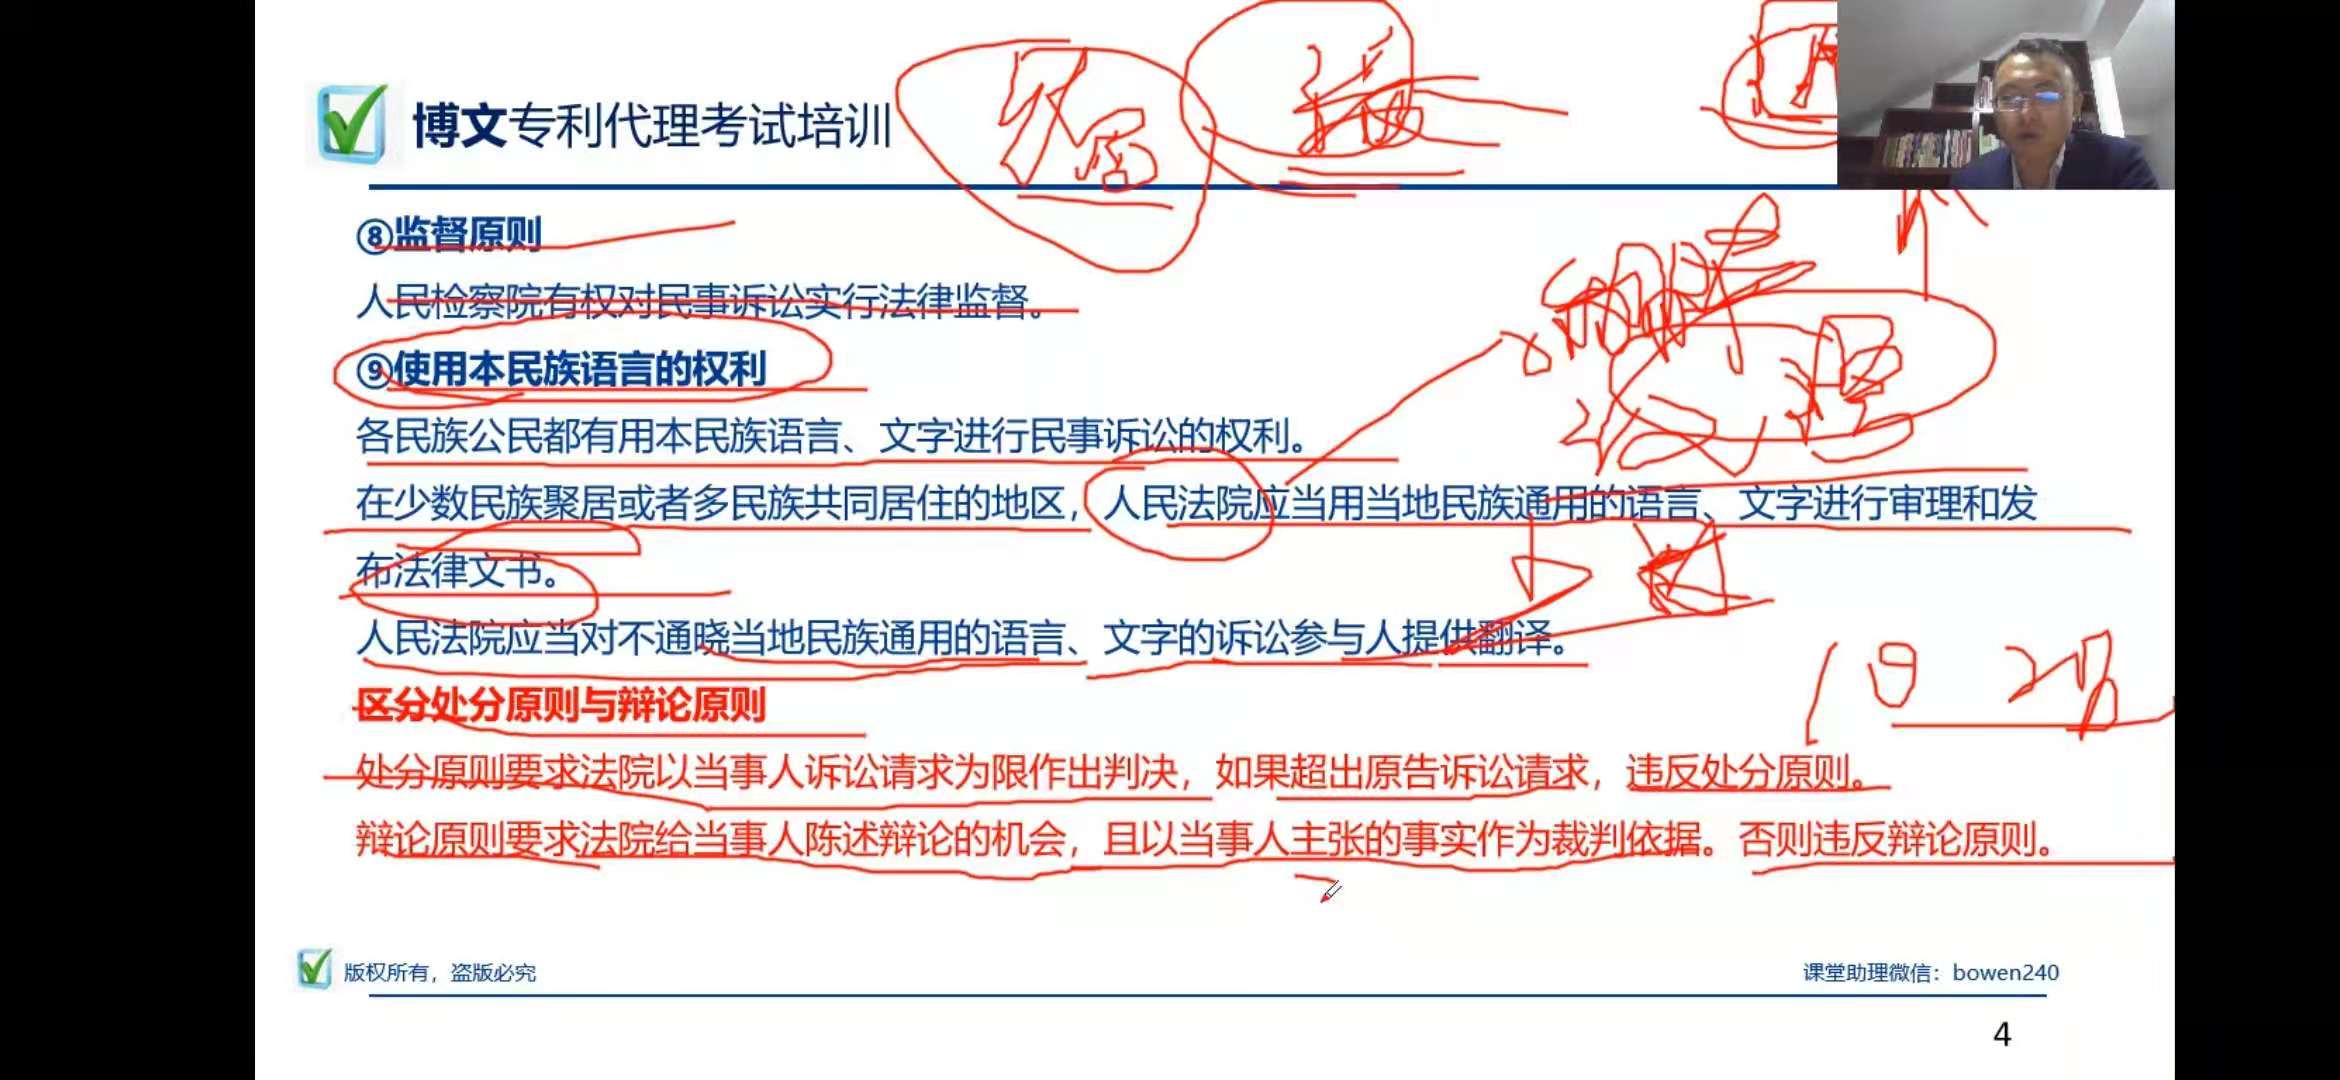 博文专利代理考试培训
⑧监督原则
人民检察院有权对民事诉讼实行法律监督。
⑨使用本民族语言的权利
各民族公民都有用本民族语言、文字进行民事诉讼的权利。
在少数民族聚居或者多民族共同居住的地区，人民法院应当用当地民族通用的语言、文字进行审理和发
布法律文书。
人民法院应当对不通晓当地民族通用的语言、文字的诉讼参与人提供翻译。
区分处分原则与辩论原则
处分原则要求法院以当事人诉讼请求为限作出判决，如果超出原告诉讼请求，违反处分原则。
辩论原则要求法院给当事人陈述辩论的机会，且以当事人主张的事实作为裁判依据。否则违反辩论原则。
版权所有，盗版必究
课堂助理微信：bowen240
4